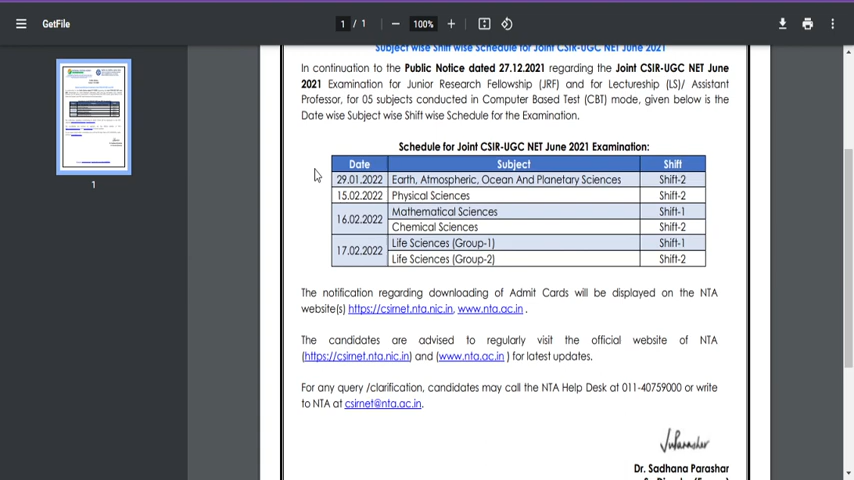 GetFile
1 / 1
100%
Subject wise Shift wise Schedule for Joint CSIR-UGC NET June 2021
In continuation to the Public Notice dated 27.12.2021 regarding the Joint CSIR-UGC NET June
2021 Examination for Junior Research Fellowship (JRF) and for Lectureship (LS)/ Assistant
Professor, for 05 subjects conducted in Computer Based Test (CBT) mode, given below is the
Date wise Subject wise Shift wise Schedule for the Examination.
Schedule for Joint CSIR-UGC NET June 2021 Examination:
Date Subject Shift
29.01.2022 Earth, Atmospheric, Ocean And Planetary Sciences Shift-2
15.02.2022 Physical Sciences Shift-2
16.02.2022 Mathematical Sciences Shift-1
Chemical Sciences Shift-2
17.02.2022 Life Sciences (Group-1) Shift-1
Life Sciences (Group-2) Shift-2
The notification regarding downloading of Admit Cards will be displayed on the NTA
website(s) https://csirnet.nta.nic.in, www.nta.ac.in .
The candidates are advised to regularly visit the official website of NTA
(https://csirnet.nta.nic.in) and (www.nta.ac.in ) for latest updates.
For any query /clarification, candidates may call the NTA Help Desk at 011-40759000 or write
to NTA at csirnet@nta.ac.in.
Dr. Sadhana Parashar
1